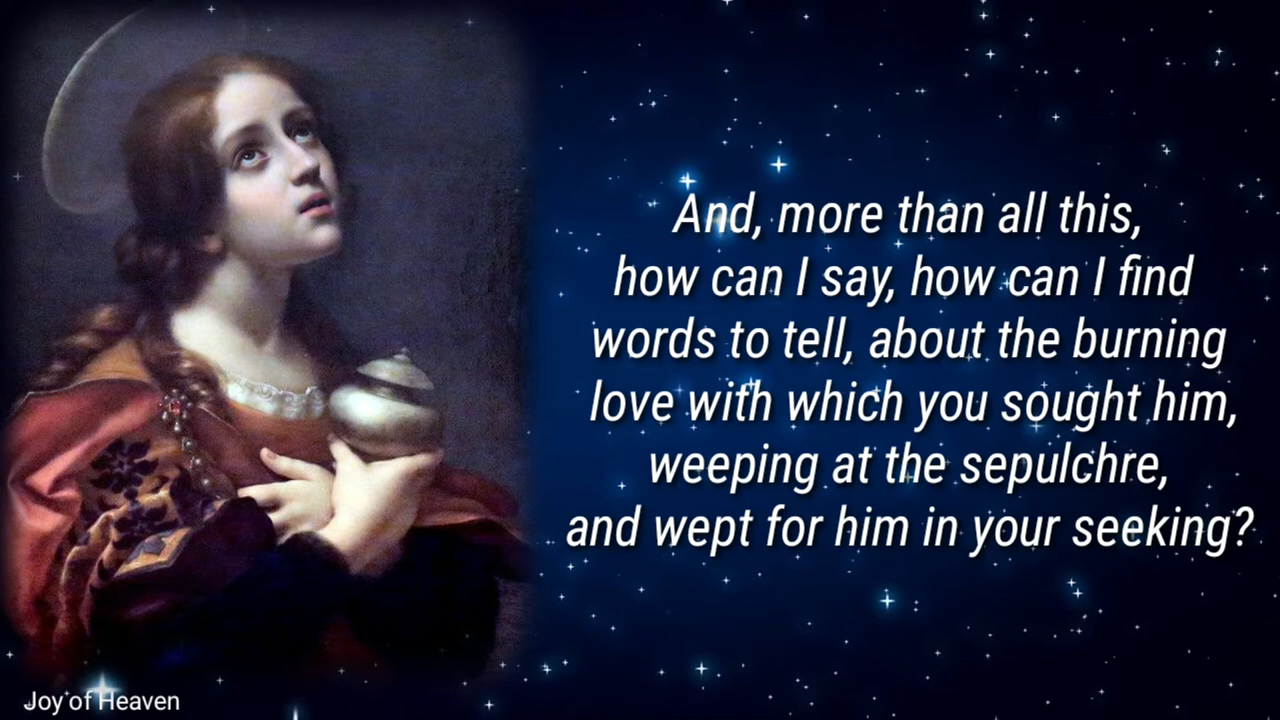 And, more than all this,
how can I say, how can I find
words to tell, about the burning
love with which you sought him,
weeping at the sepulchre,
and wept for him in your seeking?
Joy of Heaven